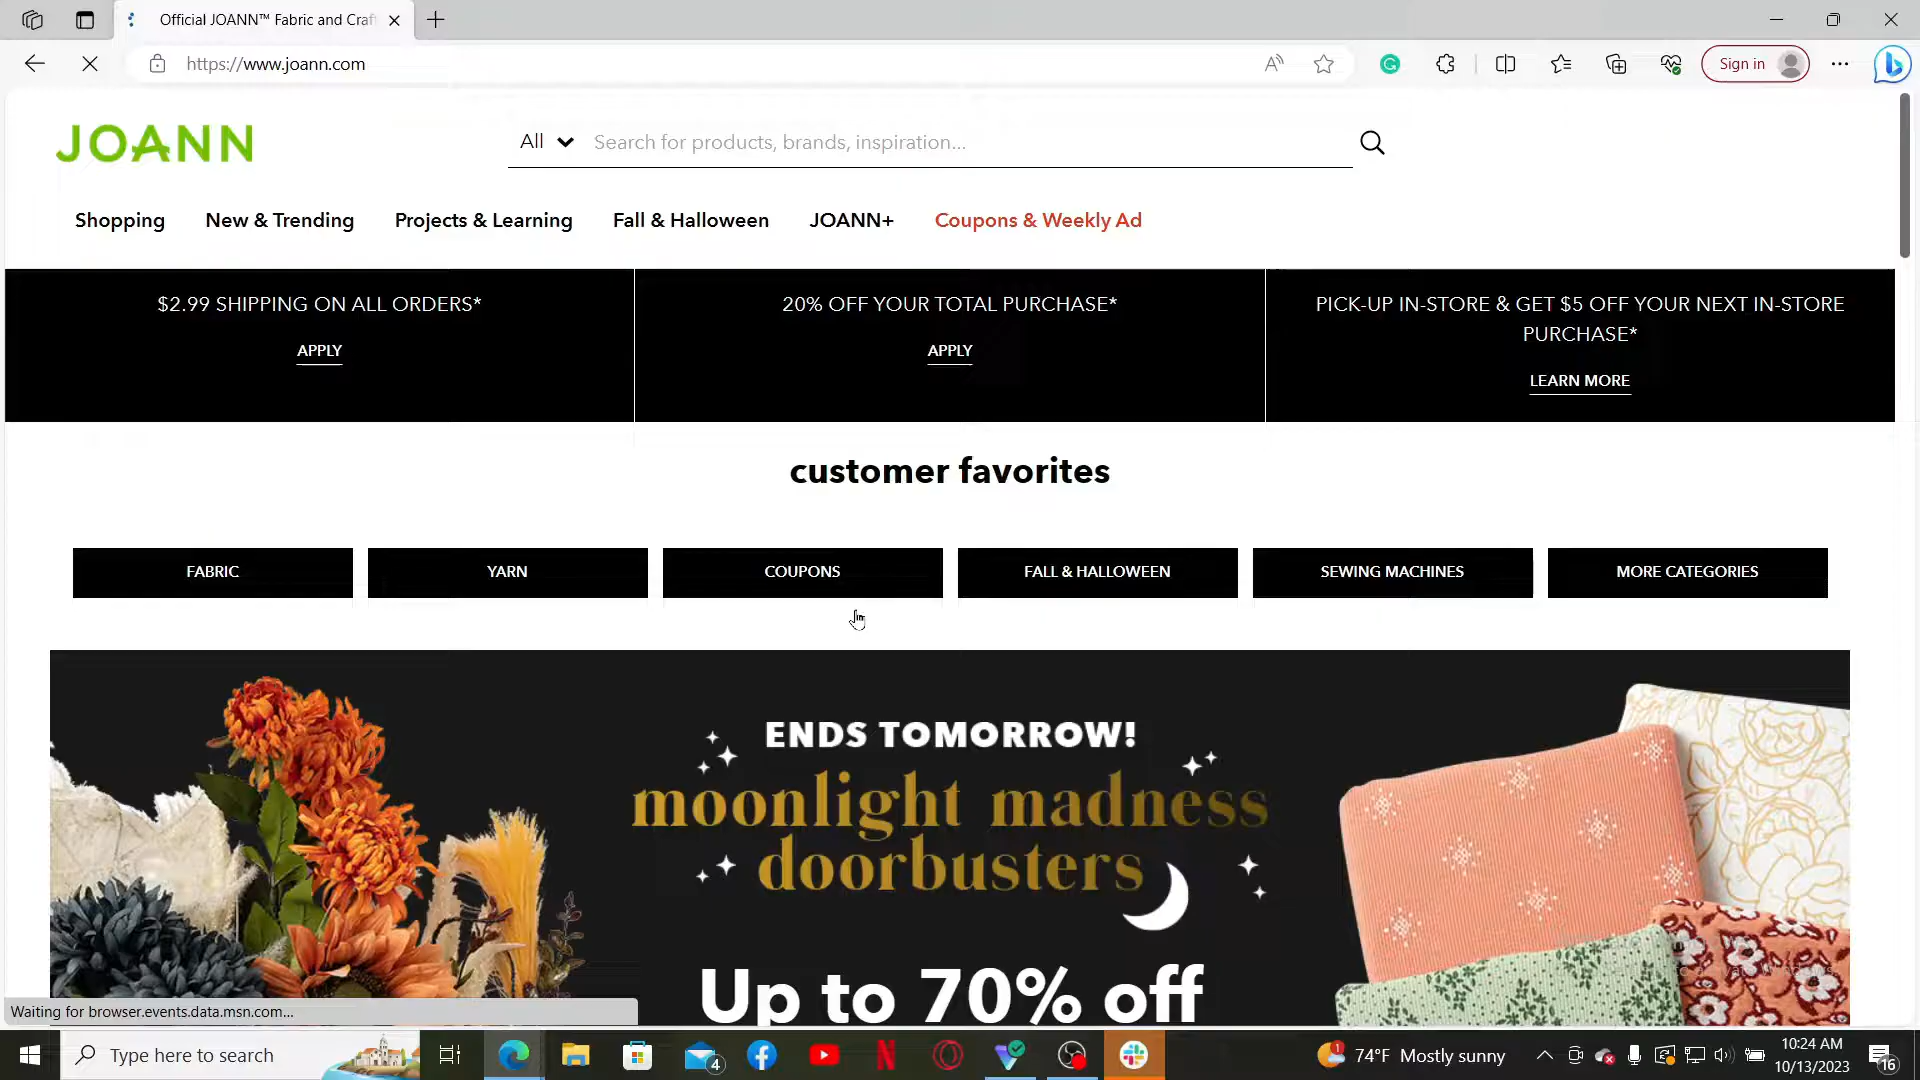 Official JOANN™ Fabric and Craf
https://www.joann.com
Sign in
JOANN
All
Search for products, brands, inspiration...
Shopping
New & Trending
Projects & Learning
Fall & Halloween
JOANN+
Coupons & Weekly Ad
$2.99 SHIPPING ON ALL ORDERS*
APPLY
20% OFF YOUR TOTAL PURCHASE*
APPLY
PICK-UP IN-STORE & GET $5 OFF YOUR NEXT IN-STORE
PURCHASE*
LEARN MORE
customer favorites
FABRIC
YARN
COUPONS
FALL & HALLOWEEN
SEWING MACHINES
MORE CATEGORIES
ENDS TOMORROW!
moonlight madness
doorbusters
Up to 70% off
Waiting for browser.events.data.msn.com...
Type here to search
4
1
74°F Mostly sunny
10:24 AM
10/13/2023
16